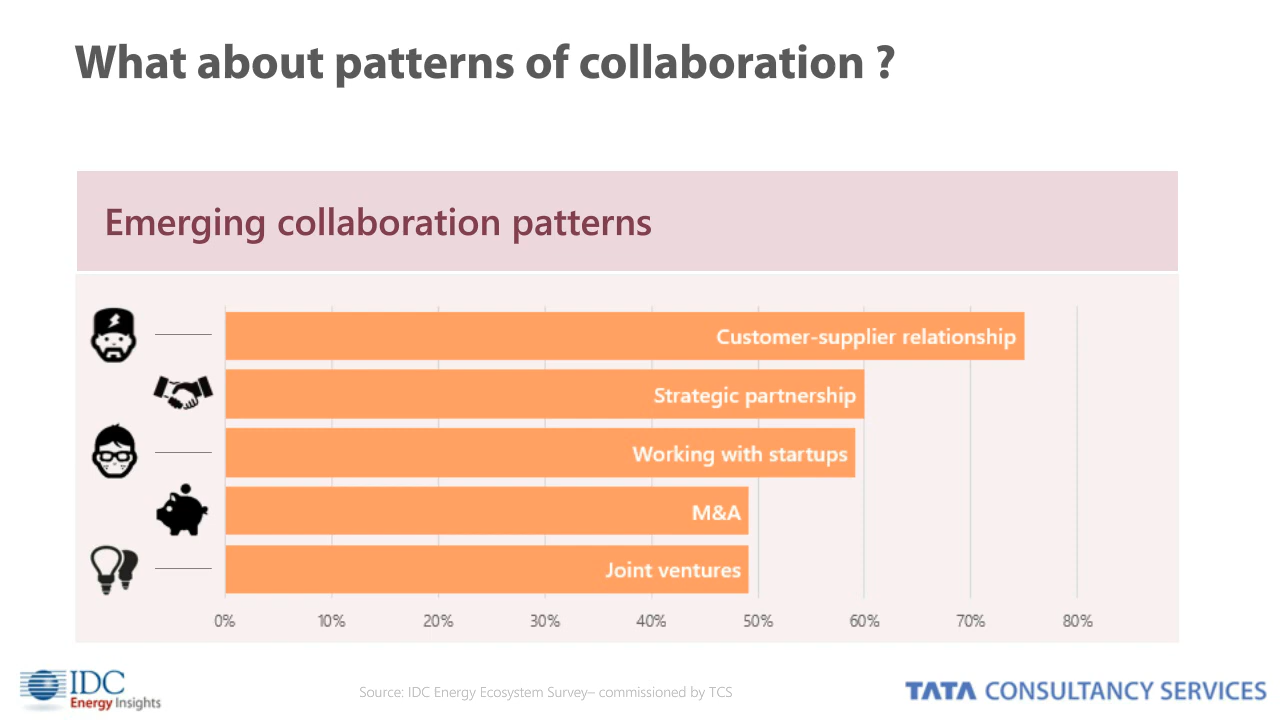 What about patterns of collaboration ?
Emerging collaboration patterns
Customer-supplier relationship
Strategic partnership
Working with startups
M&A
Joint ventures
0% 10% 20% 30% 40% 50% 60% 70% 80%
IDC
Energy Insights
Source: IDC Energy Ecosystem Survey– commissioned by TCS
TATA CONSULTANCY SERVICES